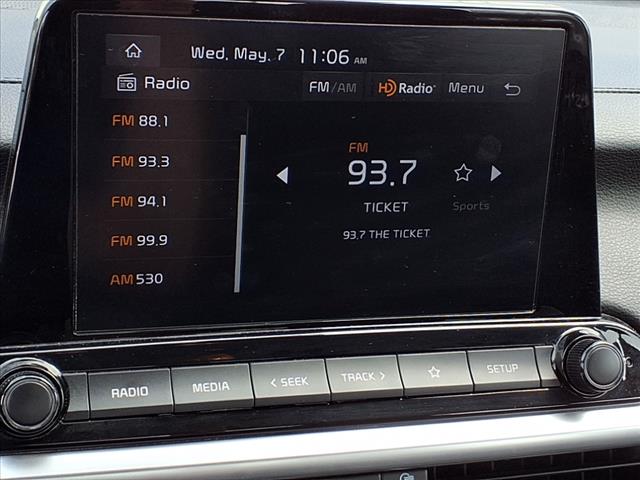 Wed, May. 7 11:06 AM
Radio FM/AM HD Radio Menu
FM 88.1
FM 93.3
FM 94.1
FM 99.9
AM 530
FM
93.7
TICKET
Sports
93.7 THE TICKET
RADIO MEDIA < SEEK TRACK > SETUP